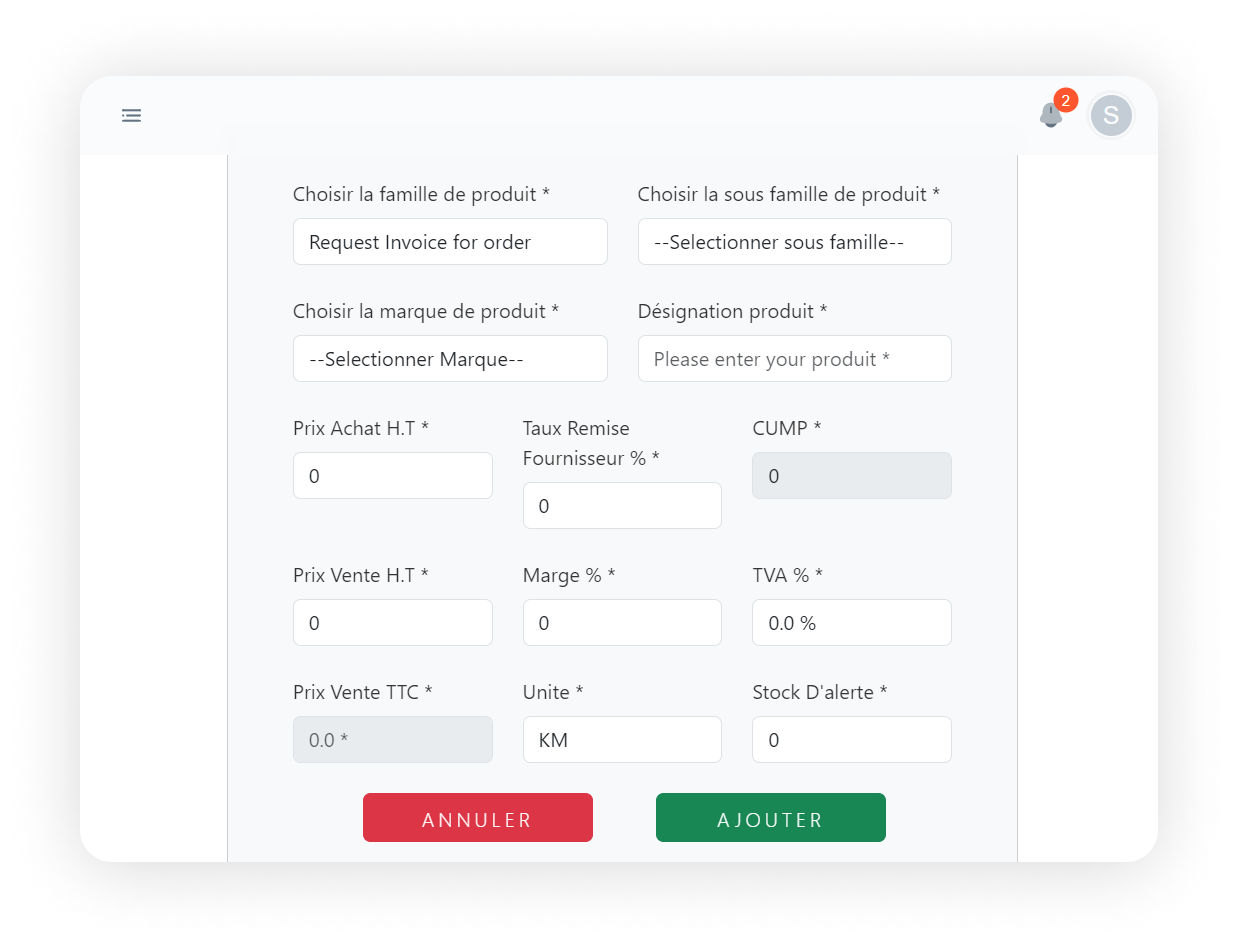 2
S
Choisir la famille de produit *
Choisir la sous famille de produit *
Request Invoice for order
--Selectionner sous famille--
Choisir la marque de produit *
Désignation produit *
--Selectionner Marque--
Please enter your produit *
Prix Achat H.T *
Taux Remise
Fournisseur % *
CUMP *
0
0
0
Prix Vente H.T *
Marge % *
TVA % *
0
0
0.0 %
Prix Vente TTC *
Unite *
Stock D'alerte *
0.0 *
KM
0
ANNULER
AJOUTER